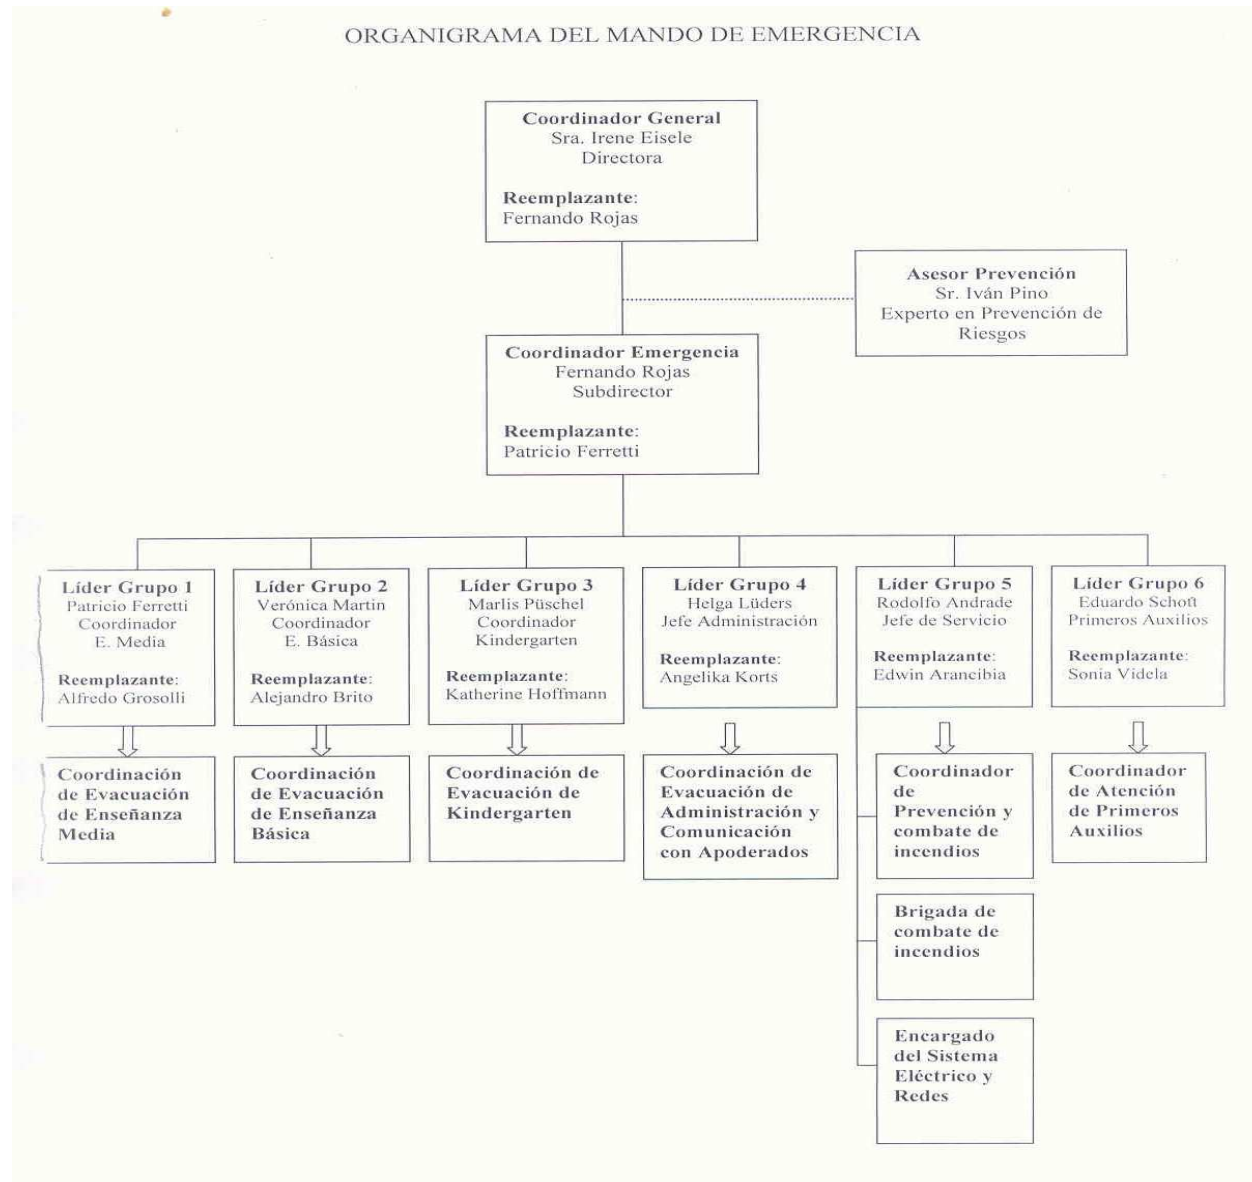 ORGANIGRAMA DEL MANDO DE EMERGENCIA
Coordinador General
Sra. Irene Eisele
Directora
Reemplazante:
Fernando Rojas
Asesor Prevención
Sr. Iván Pino
Experto en Prevención de
Riesgos
Coordinador Emergencia
Fernando Rojas
Subdirector
Reemplazante:
Patricio Ferretti
Líder Grupo 1
Patricio Ferretti
Coordinador
E. Media
Reemplazante:
Alfredo Grosolli
Líder Grupo 2
Verónica Martin
Coordinador
E. Básica
Reemplazante:
Alejandro Brito
Líder Grupo 3
Marlis Püschel
Coordinador
Kindergarten
Reemplazante:
Katherine Hoffmann
Líder Grupo 4
Helga Lüders
Jefe Administración
Reemplazante:
Angelika Korts
Líder Grupo 5
Rodolfo Andrade
Jefe de Servicio
Reemplazante:
Edwin Arancibia
Líder Grupo 6
Eduardo Schott
Primeros Auxilios
Reemplazante:
Sonia Videla
Coordinación
de Evacuación
de Enseñanza
Media
Coordinación
de Evacuación
de Enseñanza
Básica
Coordinación de
Evacuación de
Kindergarten
Coordinación de
Evacuación de
Administración y
Comunicación
con Apoderados
Coordinador
de
Prevención y
combate de
incendios
Coordinador
de Atención
de Primeros
Auxilios
Brigada de
combate de
incendios
Encargado
del Sistema
Eléctrico y
Redes